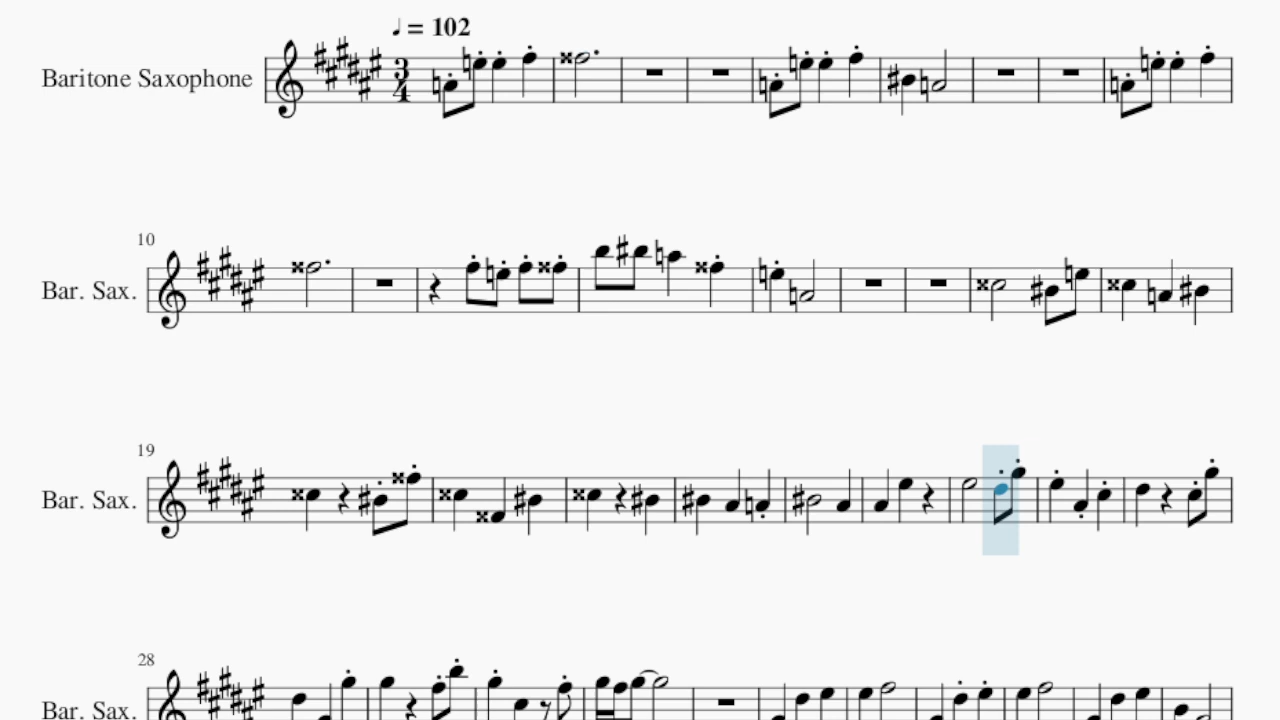 ♩ = 102
Baritone Saxophone
3
4
10
Bar. Sax.
19
Bar. Sax.
28
Bar. Sax.